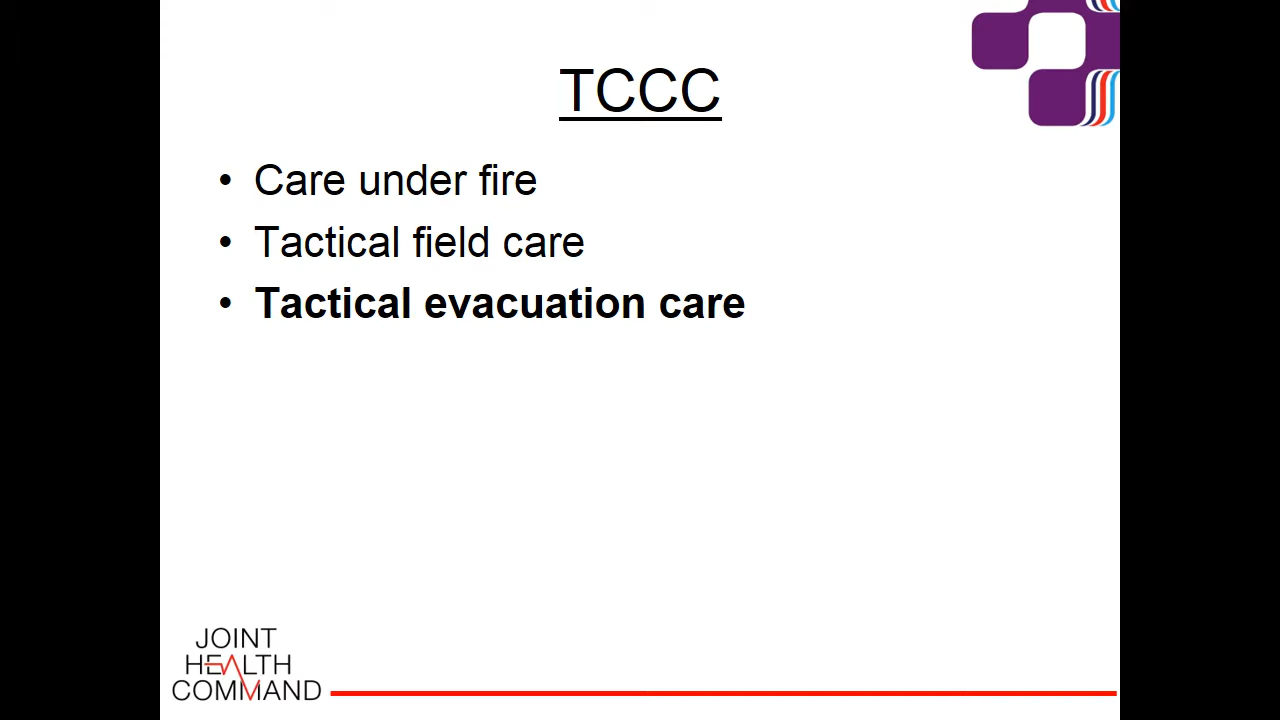 TCCC
• Care under fire
• Tactical field care
• Tactical evacuation care
JOINT
HEALTH
COMMAND